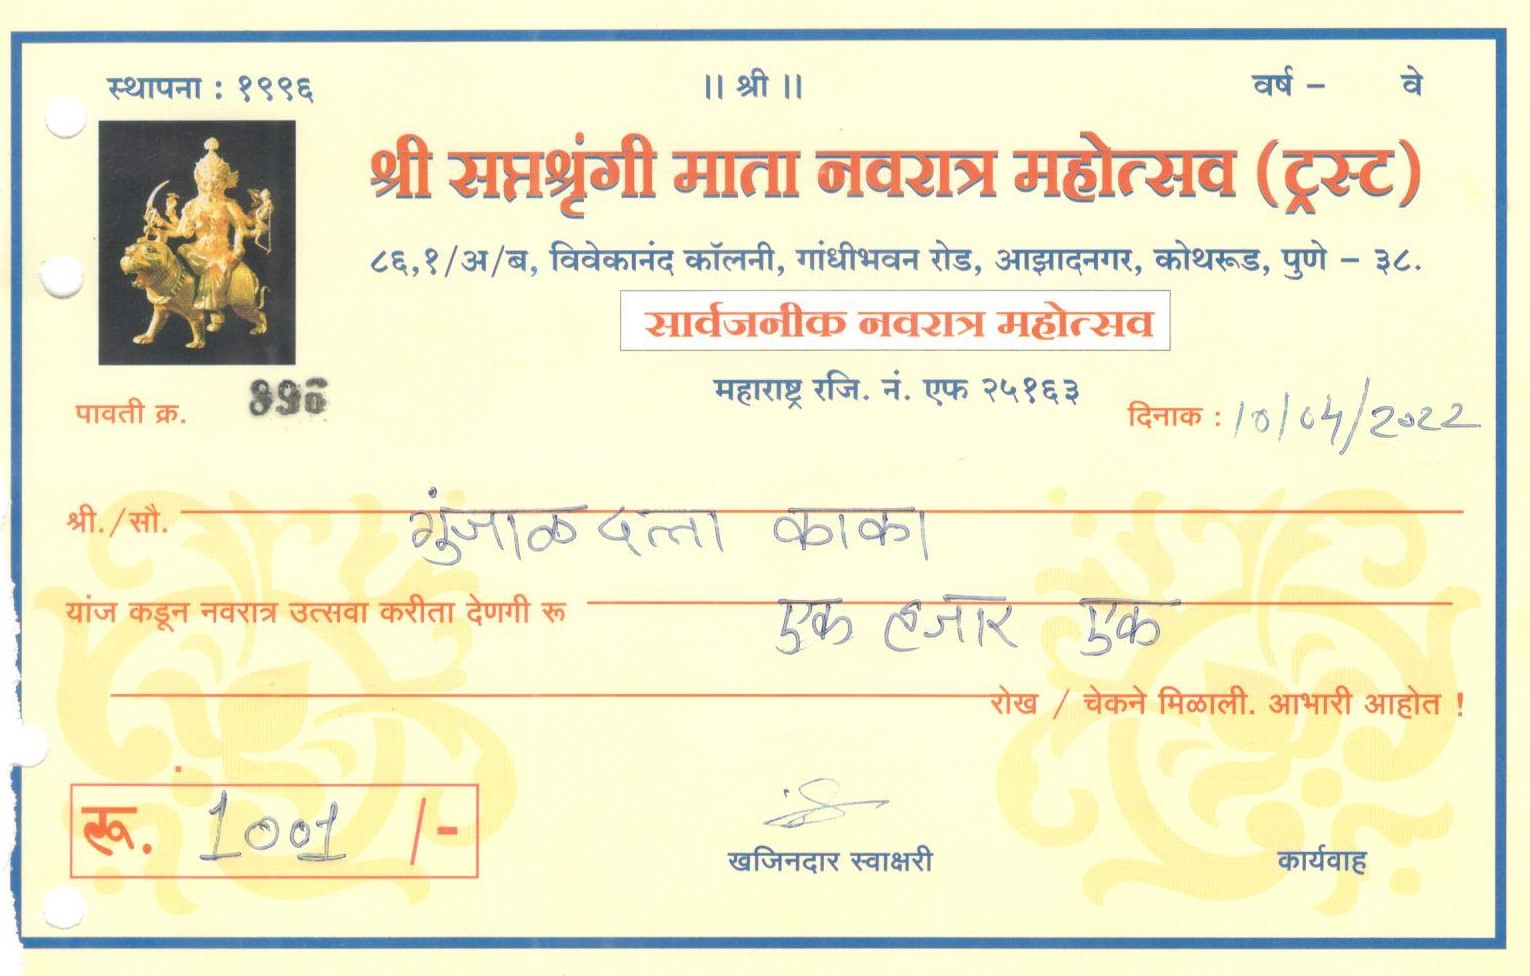 स्थापना : १९९६ || श्री || वर्ष – वे
श्री सप्तश्रृंगी माता नवरात्र महोत्सव (ट्रस्ट)
८६,१/अ/ब, विवेकानंद कॉलनी, गांधीभवन रोड, आझादनगर, कोथरूड, पुणे – ३८.
सार्वजनीक नवरात्र महोत्सव
महाराष्ट्र रजि. नं. एफ २५१६३
पावती क्र. दिनाक : 10/04/2022
श्री./सौ. गुंजाळ दत्ता काका
यांज कडून नवरात्र उत्सवा करीता देणगी रू एक हजार एक
रोख / चेकने मिळाली. आभारी आहोत !
रू. 1001 /-
खजिनदार स्वाक्षरी कार्यवाह